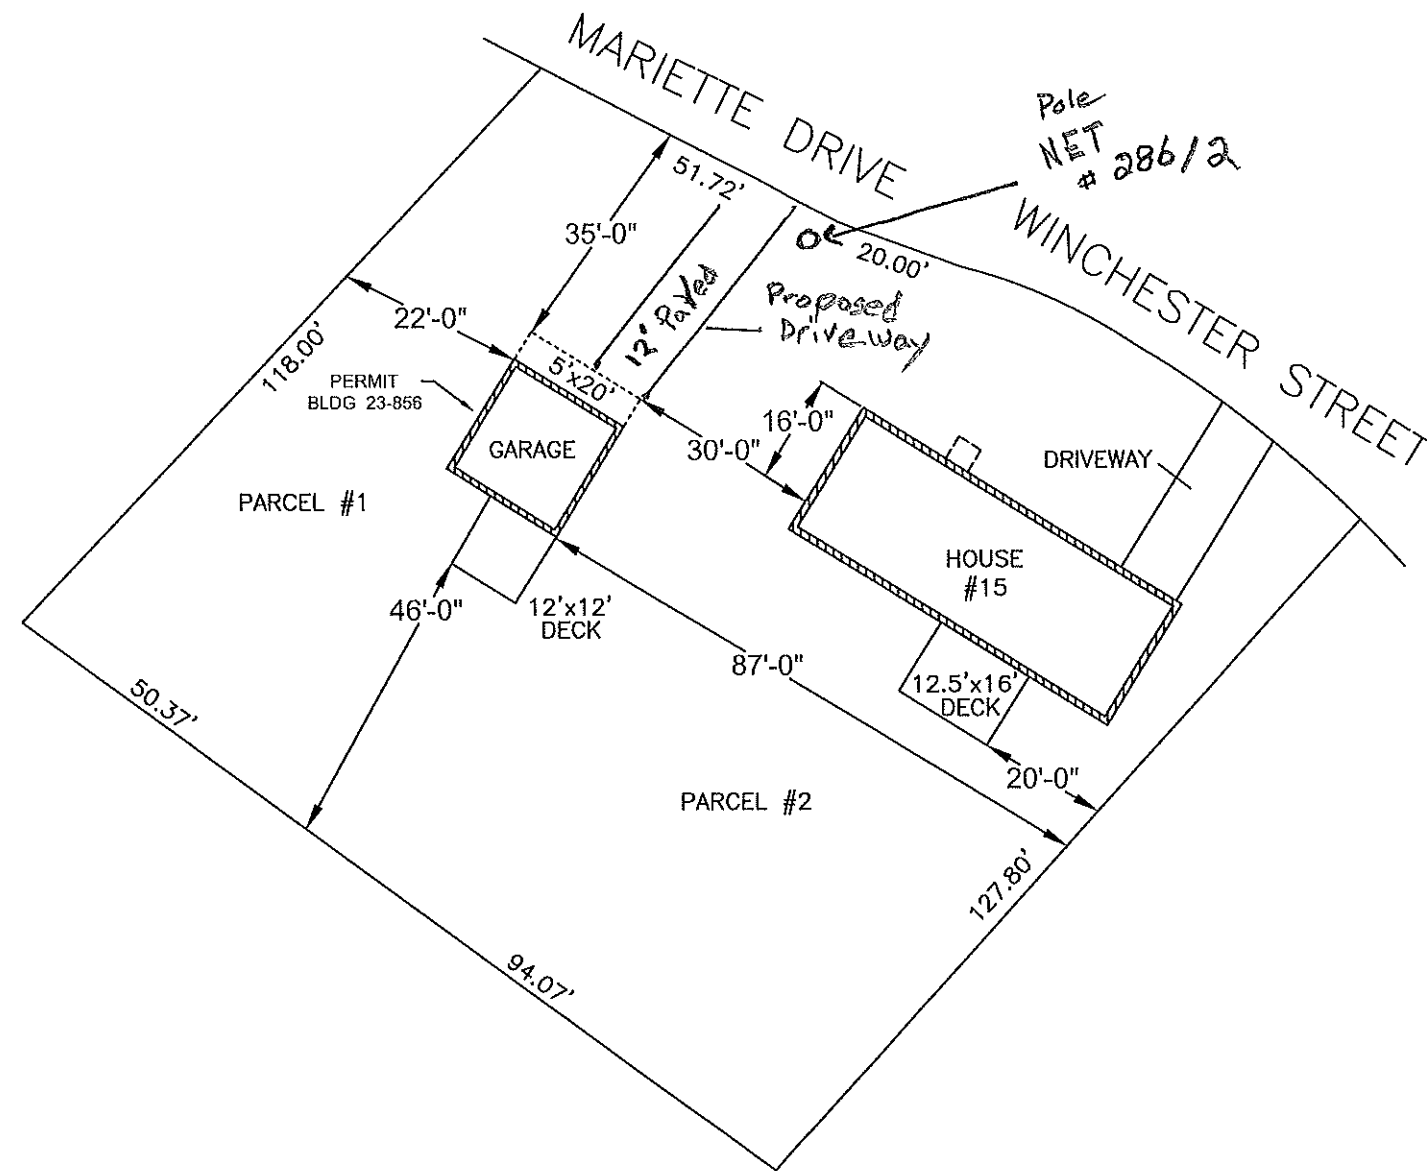 MARIETTE DRIVE
Pole
NET
# 286/2
WINCHESTER STREET
51.72'
35'-0"
20.00'
12' Paved
Proposed
Driveway
22'-0"
118.00'
5'x20'
PERMIT
BLDG 23-856
GARAGE
30'-0"
16'-0"
DRIVEWAY
PARCEL #1
HOUSE
#15
46'-0"
12'x12'
DECK
87'-0"
12.5'x16'
DECK
50.37'
20'-0"
PARCEL #2
127.80'
94.07'